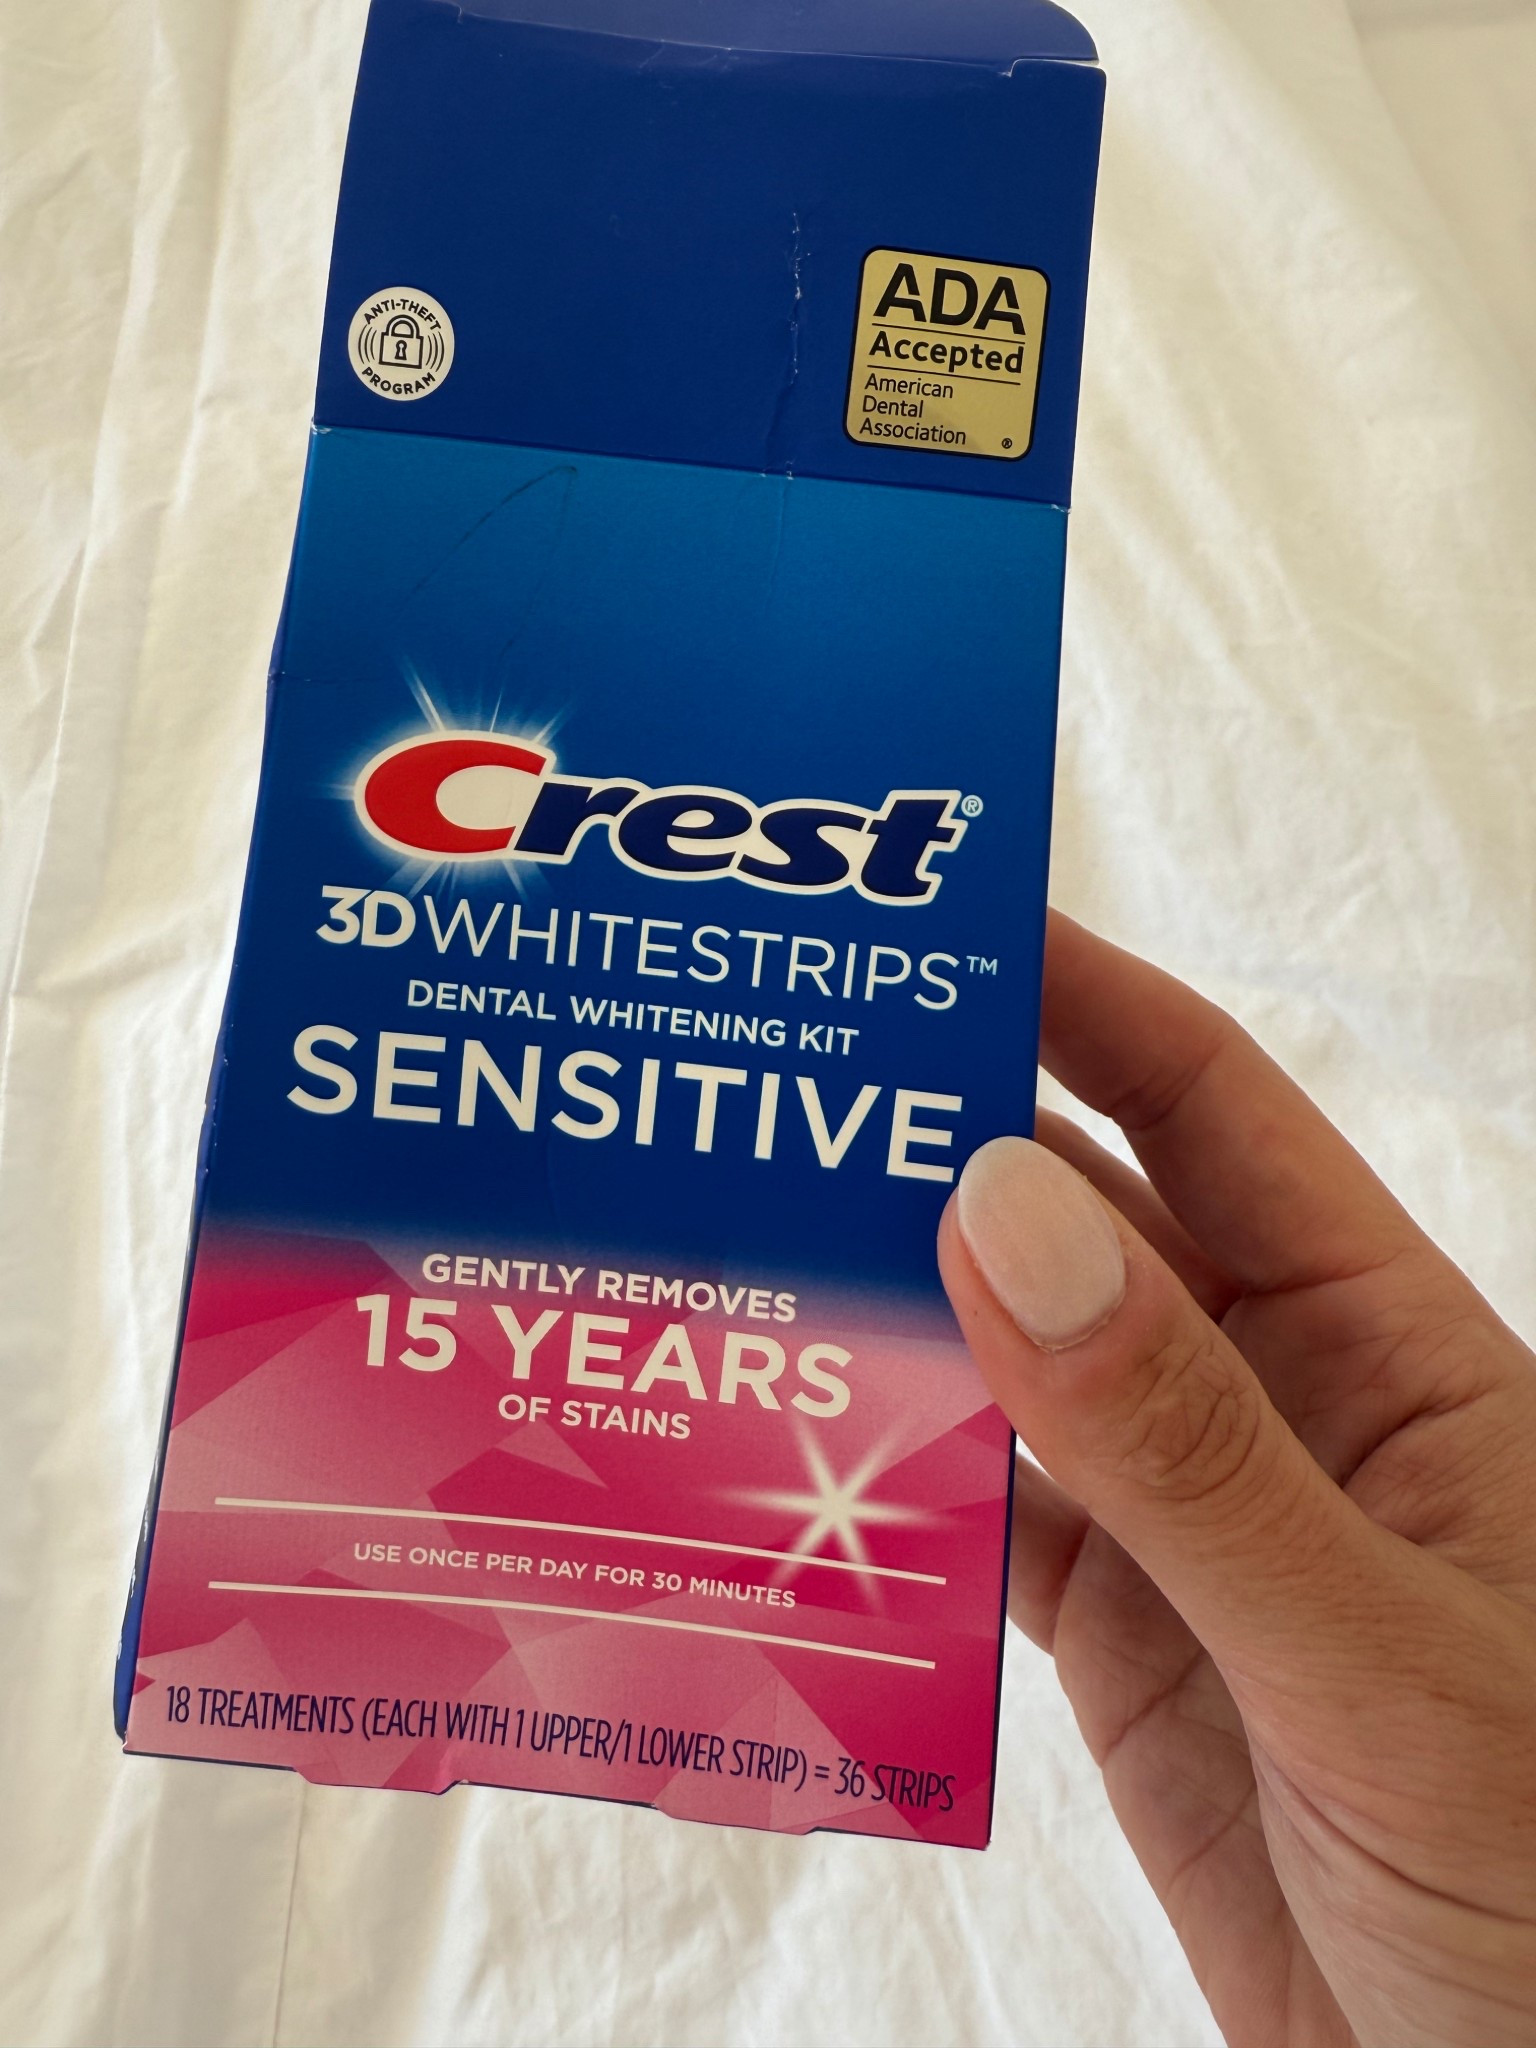 ANTI-THEFT
PROGRAM
ADA
Accepted
American
Dental
Association ®
Crest®
3DWHITESTRIPS™
DENTAL WHITENING KIT
SENSITIVE
GENTLY REMOVES
15 YEARS
OF STAINS
USE ONCE PER DAY FOR 30 MINUTES
18 TREATMENTS (EACH WITH 1 UPPER/1 LOWER STRIP) = 36 STRIPS